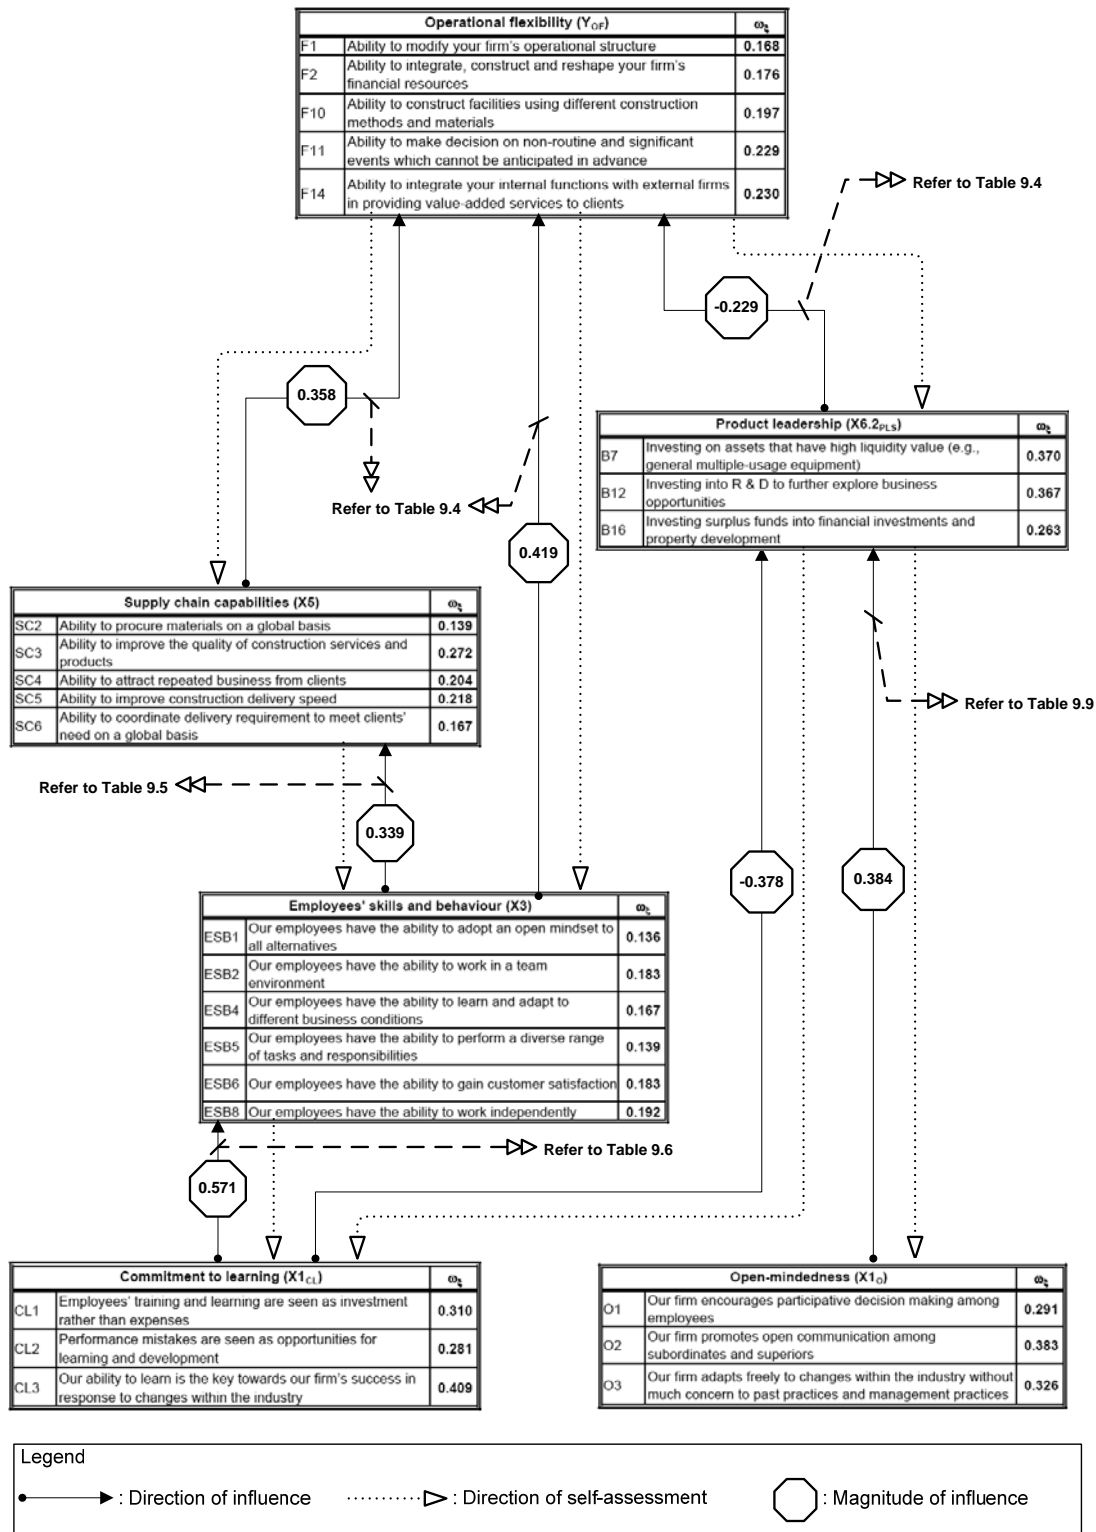 Operational flexibility (Y_OF) ω_ξ
F1 Ability to modify your firm's operational structure 0.168
F2 Ability to integrate, construct and reshape your firm's
financial resources 0.176
F10 Ability to construct facilities using different construction
methods and materials 0.197
F11 Ability to make decision on non-routine and significant
events which cannot be anticipated in advance 0.229
F14 Ability to integrate your internal functions with external firms
in providing value-added services to clients 0.230
Refer to Table 9.4
-0.229
0.358
Refer to Table 9.4
0.419
Product leadership (X6.2_PLS) ω_ξ
B7 Investing on assets that have high liquidity value (e.g.,
general multiple-usage equipment) 0.370
B12 Investing into R & D to further explore business
opportunities 0.367
B16 Investing surplus funds into financial investments and
property development 0.263
Supply chain capabilities (X5) ω_ξ
SC2 Ability to procure materials on a global basis 0.139
SC3 Ability to improve the quality of construction services and
products 0.272
SC4 Ability to attract repeated business from clients 0.204
SC5 Ability to improve construction delivery speed 0.218
SC6 Ability to coordinate delivery requirement to meet clients'
need on a global basis 0.167
Refer to Table 9.9
Refer to Table 9.5
0.339
-0.378
0.384
Employees' skills and behaviour (X3) ω_ξ
ESB1 Our employees have the ability to adopt an open mindset to
all alternatives 0.136
ESB2 Our employees have the ability to work in a team
environment 0.183
ESB4 Our employees have the ability to learn and adapt to
different business conditions 0.167
ESB5 Our employees have the ability to perform a diverse range
of tasks and responsibilities 0.139
ESB6 Our employees have the ability to gain customer satisfaction 0.183
ESB8 Our employees have the ability to work independently 0.192
Refer to Table 9.6
0.571
Commitment to learning (X1_CL) ω_ξ
CL1 Employees' training and learning are seen as investment
rather than expenses 0.310
CL2 Performance mistakes are seen as opportunities for
learning and development 0.281
CL3 Our ability to learn is the key towards our firm's success in
response to changes within the industry 0.409
Open-mindedness (X1_O) ω_ξ
O1 Our firm encourages participative decision making among
employees 0.291
O2 Our firm promotes open communication among
subordinates and superiors 0.383
O3 Our firm adapts freely to changes within the industry without
much concern to past practices and management practices 0.326
Legend
: Direction of influence : Direction of self-assessment : Magnitude of influence